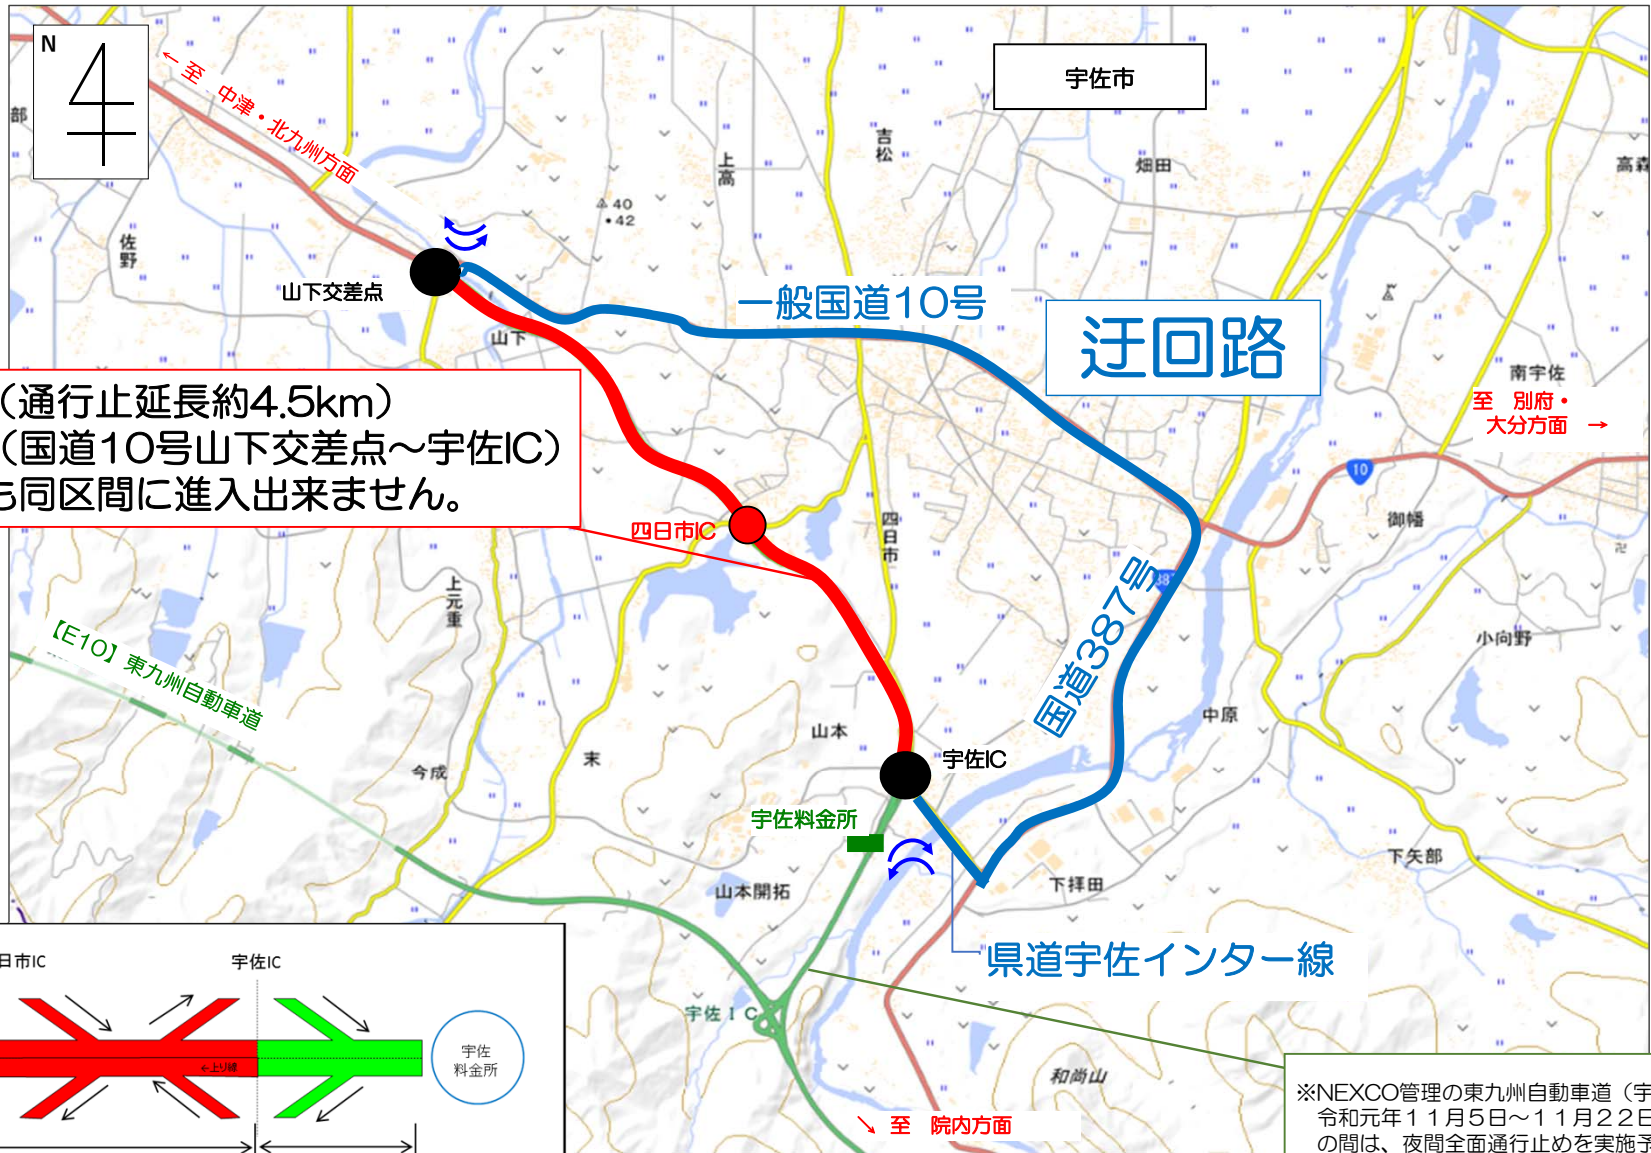 N
←至 中津・北九州方面
宇佐市
部
佐野
上高
吉松
畑田
高森
40
・42
山下交差点
山下
一般国道10号
迂回路
南宇佐
至 別府・
大分方面 →
(通行止延長約4.5km)
(国道10号山下交差点～宇佐IC)
も同区間に進入出来ません。
10
四日市IC
四日市
御幡
上元重
国道387号
小向野
【E10】東九州自動車道
山本
中原
今成
末
宇佐IC
宇佐料金所
下矢部
山本開拓
下拝田
県道宇佐インター線
日市IC
宇佐IC
宇佐IC
←上り線
宇佐
料金所
和尚山
↘ 至 院内方面
※NEXCO管理の東九州自動車道（宇
令和元年11月5日～11月22日
の間は、夜間全面通行止めを実施予